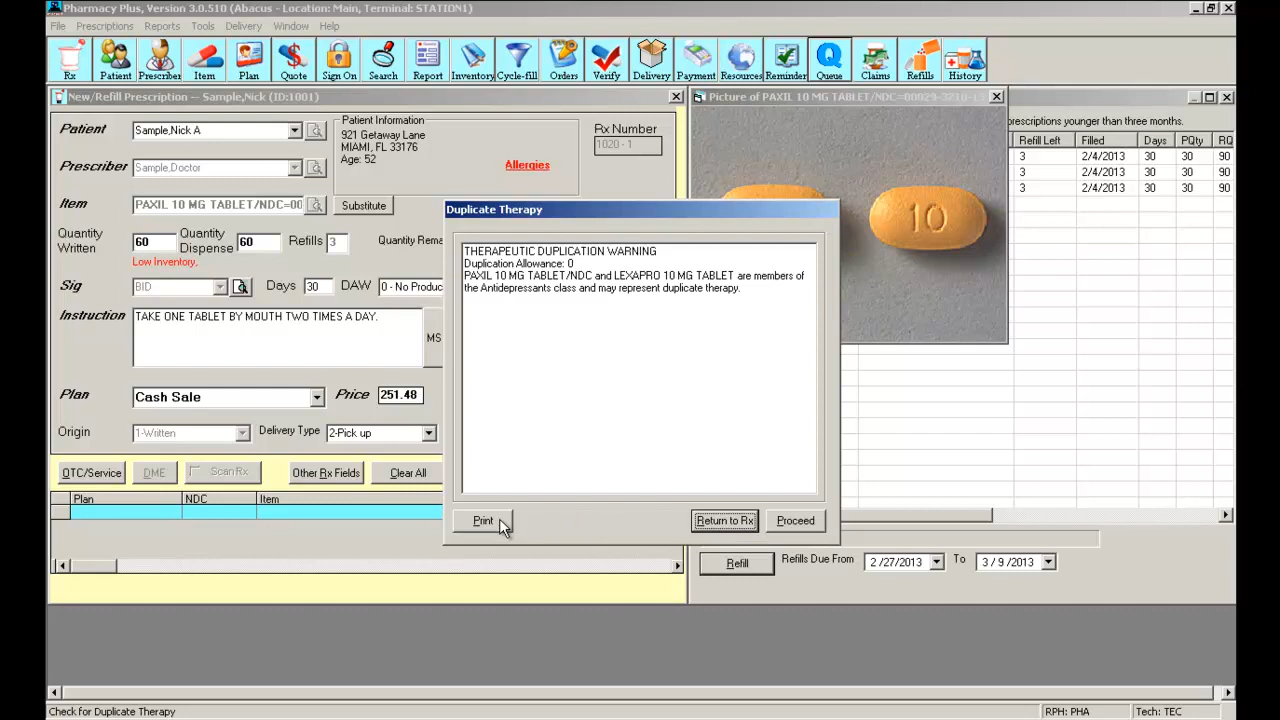 Pharmacy Plus, Version 3.0.510 (Abacus - Location: Main, Terminal: STATION1)
File Prescriptions Reports Tools Delivery Window Help
Rx Patient Prescriber Item Plan Quote Sign On Search Report Inventory Cycle-fill Orders Verify Delivery Payment Resources Reminder Queue Claims Refills History
New/Refill Prescription -- Sample,Nick (ID:1001)
Patient
Sample,Nick A
Patient Information
921 Getaway Lane
MIAMI, FL 33176
Age: 52
Allergies
Rx Number
1020 - 1
Prescriber
Sample,Doctor
Item
PAXIL 10 MG TABLET/NDC=00
Substitute
Quantity Written
60
Quantity Dispense
60
Refills
3
Quantity Rema
Low Inventory.
Sig
BID
Days
30
DAW
0 - No Produc
Instruction
TAKE ONE TABLET BY MOUTH TWO TIMES A DAY.
MS
Plan
Cash Sale
Price
251.48
Origin
1-Written
Delivery Type
2-Pick up
OTC/Service
DME
Scan Rx
Other Rx Fields
Clear All
Plan NDC Item
Picture of PAXIL 10 MG TABLET/NDC=00029-3210-13
10
prescriptions younger than three months.
Refill Left Filled Days PQty RQ
3 2/4/2013 30 30 90
3 2/4/2013 30 30 90
3 2/4/2013 30 30 90
Duplicate Therapy
THERAPEUTIC DUPLICATION WARNING
Duplication Allowance: 0
PAXIL 10 MG TABLET/NDC and LEXAPRO 10 MG TABLET are members of
the Antidepressants class and may represent duplicate therapy.
Print
Return to Rx
Proceed
Refill
Refills Due From
2 /27/2013
To
3 / 9 /2013
Check for Duplicate Therapy
RPH: PHA
Tech: TEC